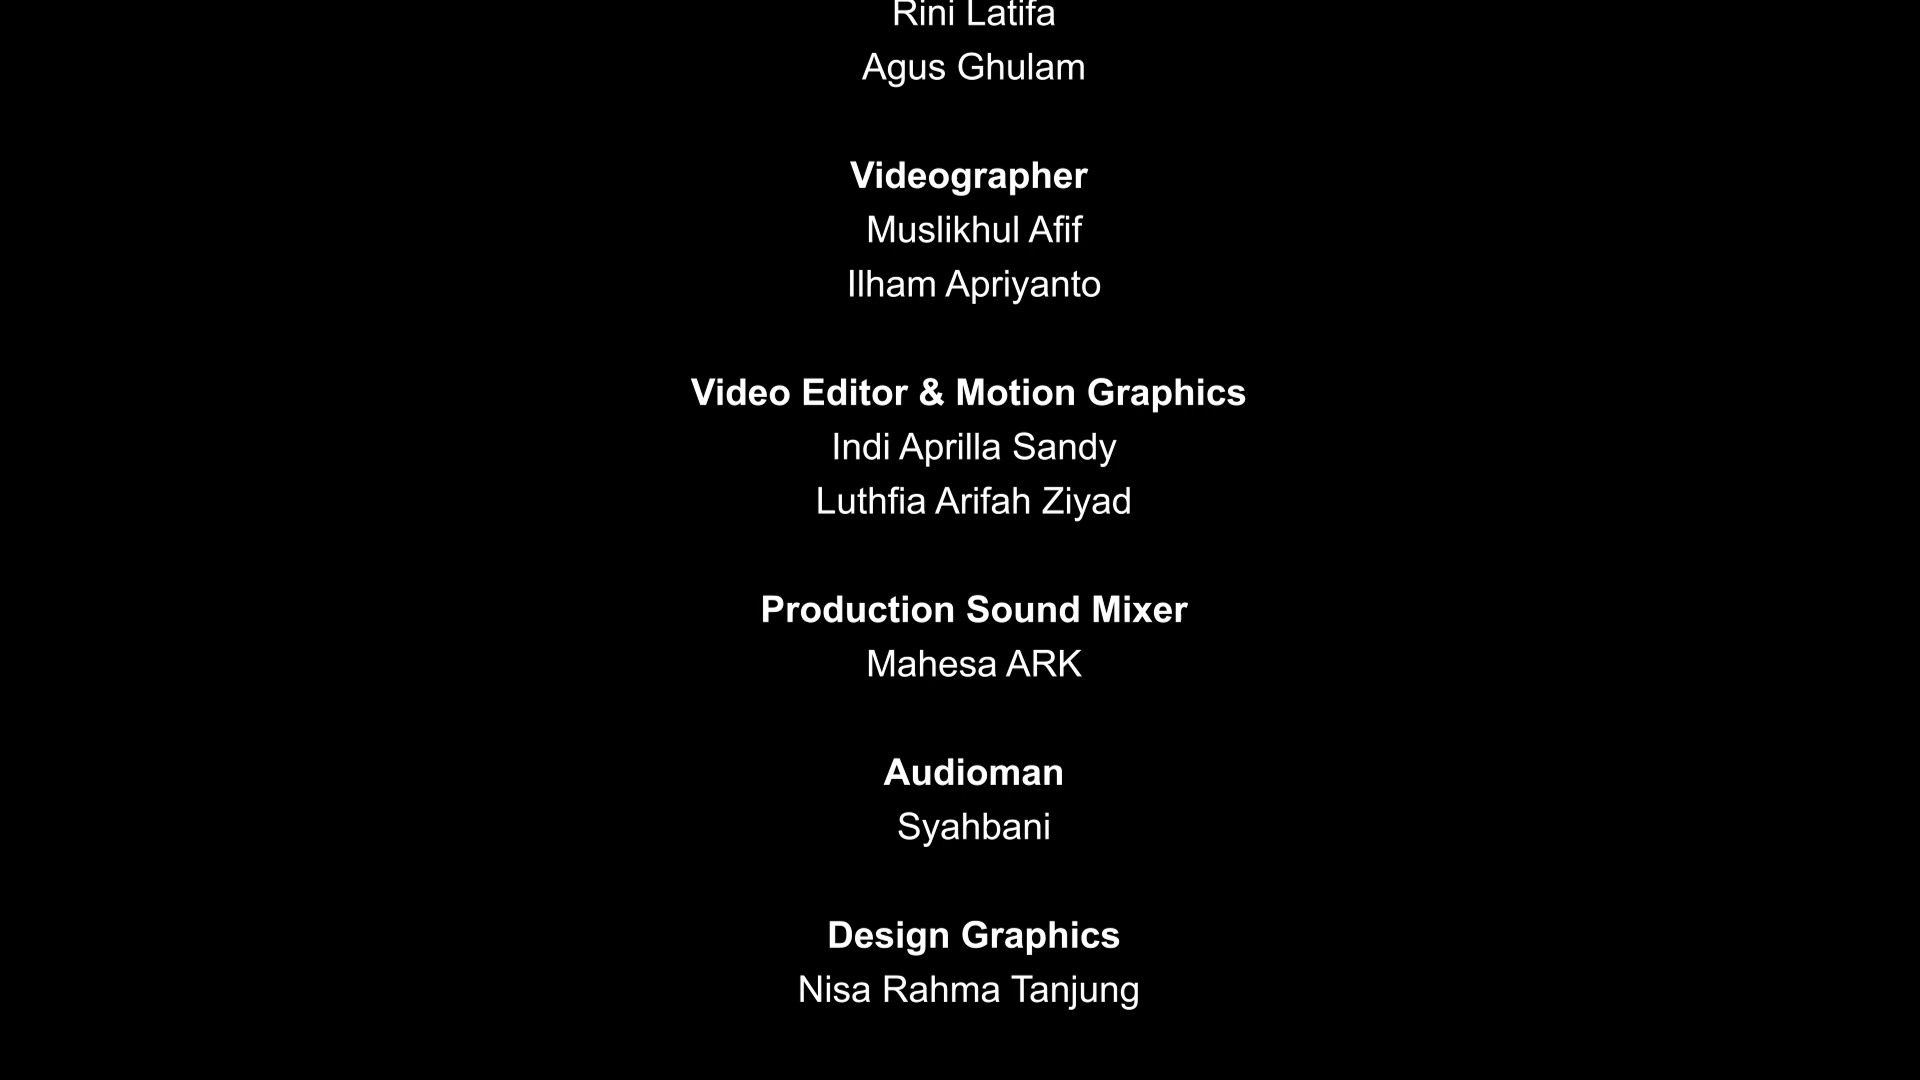 Rini Latifa
Agus Ghulam
Videographer
Muslikhul Afif
Ilham Apriyanto
Video Editor & Motion Graphics
Indi Aprilla Sandy
Luthfia Arifah Ziyad
Production Sound Mixer
Mahesa ARK
Audioman
Syahbani
Design Graphics
Nisa Rahma Tanjung